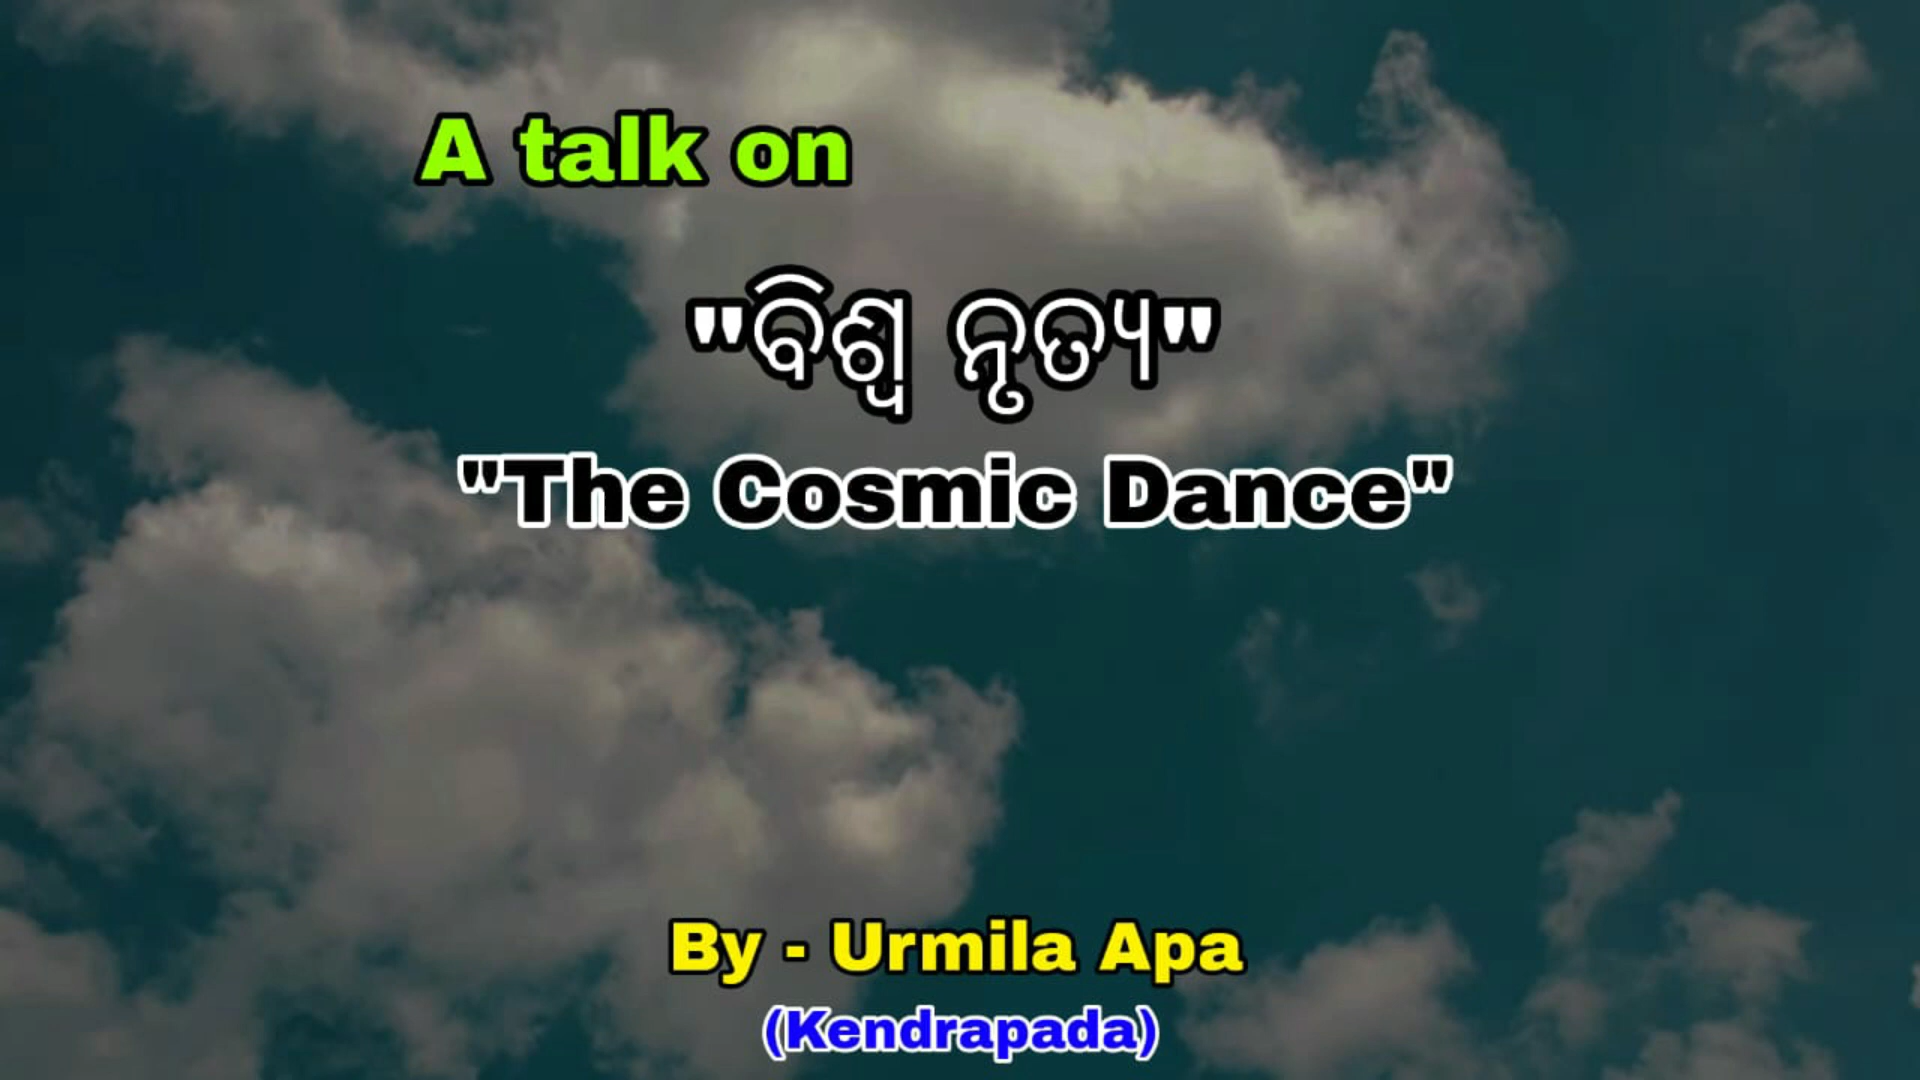 A talk on
"ବିଶ୍ୱ ନୃତ୍ୟ"
"The Cosmic Dance"
By - Urmila Apa
(Kendrapada)